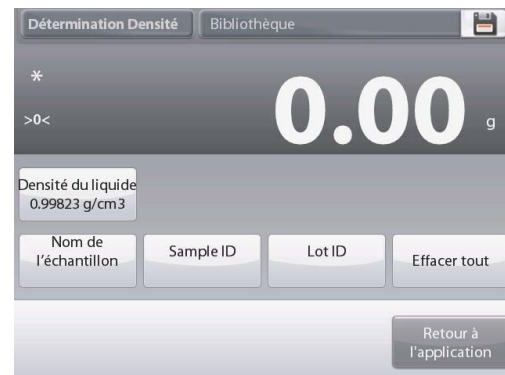 Détermination Densité Bibliothèque
*
>0<
0.00 g
Densité du liquide
0.99823 g/cm3
Nom de
l'échantillon
Sample ID
Lot ID
Effacer tout
Retour à
l'application